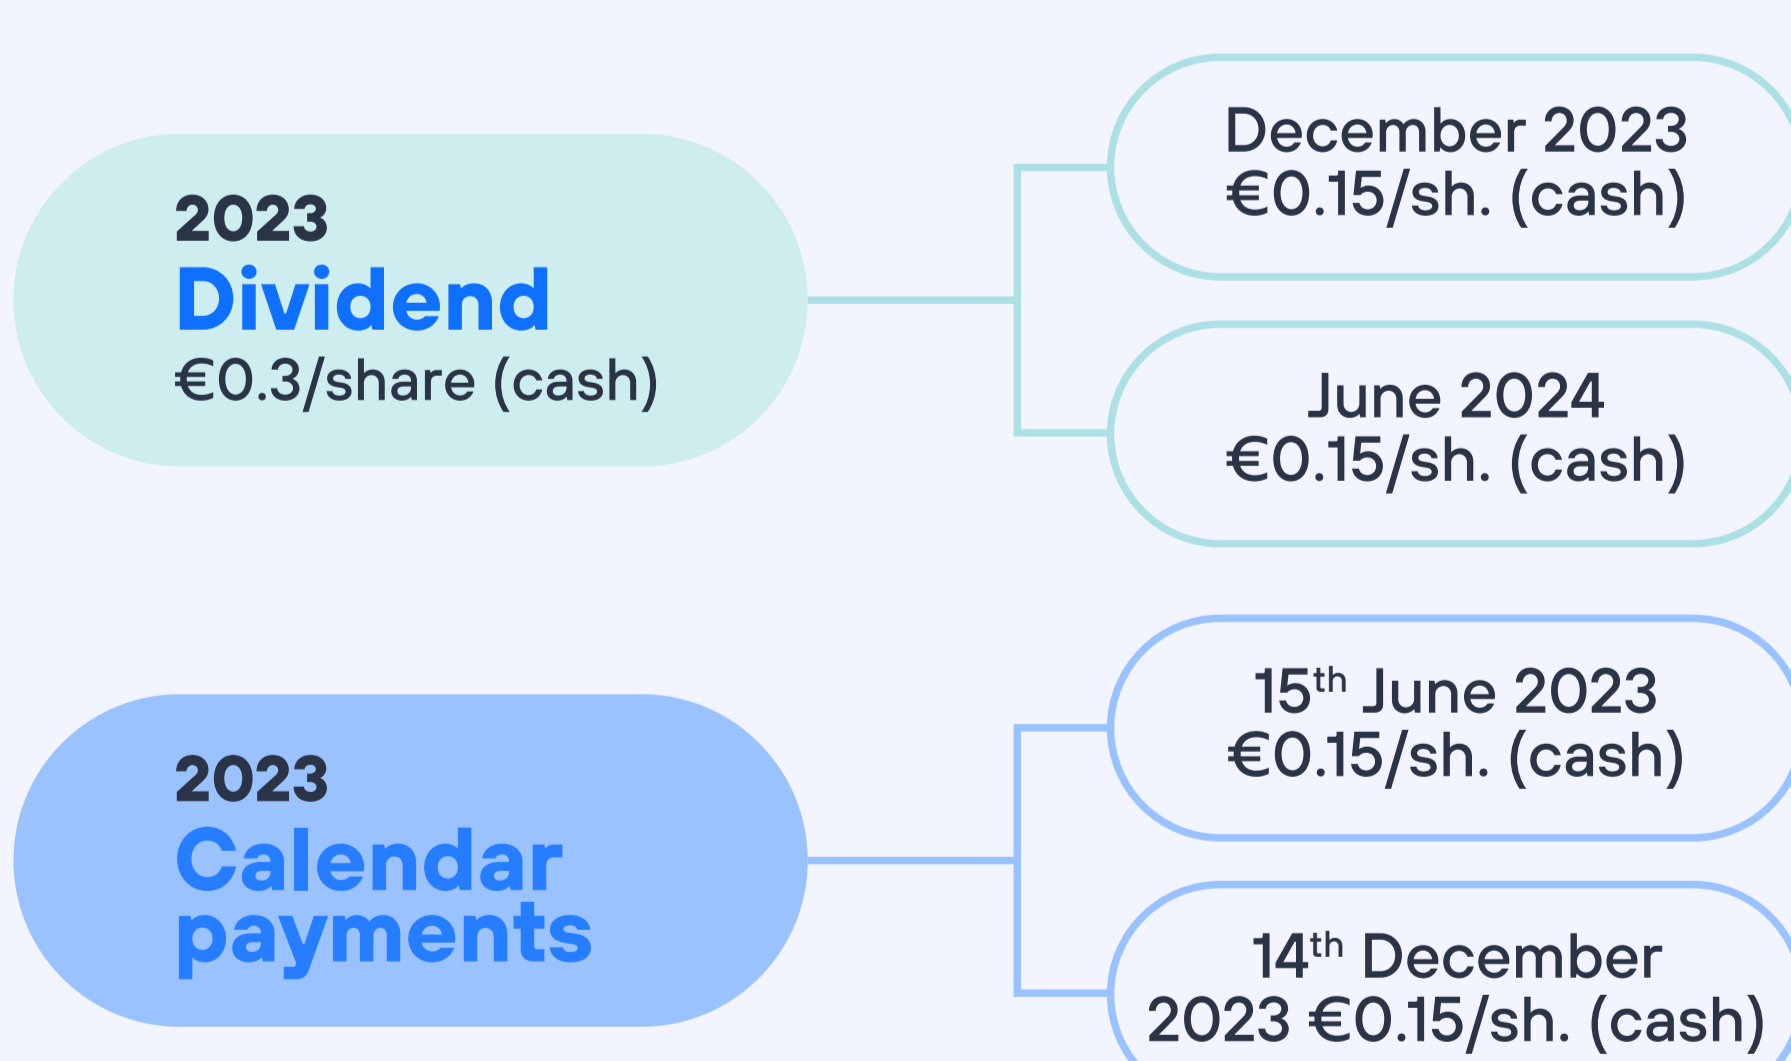 2023
Dividend
€0.3/share (cash)
December 2023
€0.15/sh. (cash)
June 2024
€0.15/sh. (cash)
2023
Calendar
payments
15th June 2023
€0.15/sh. (cash)
14th December
2023 €0.15/sh. (cash)